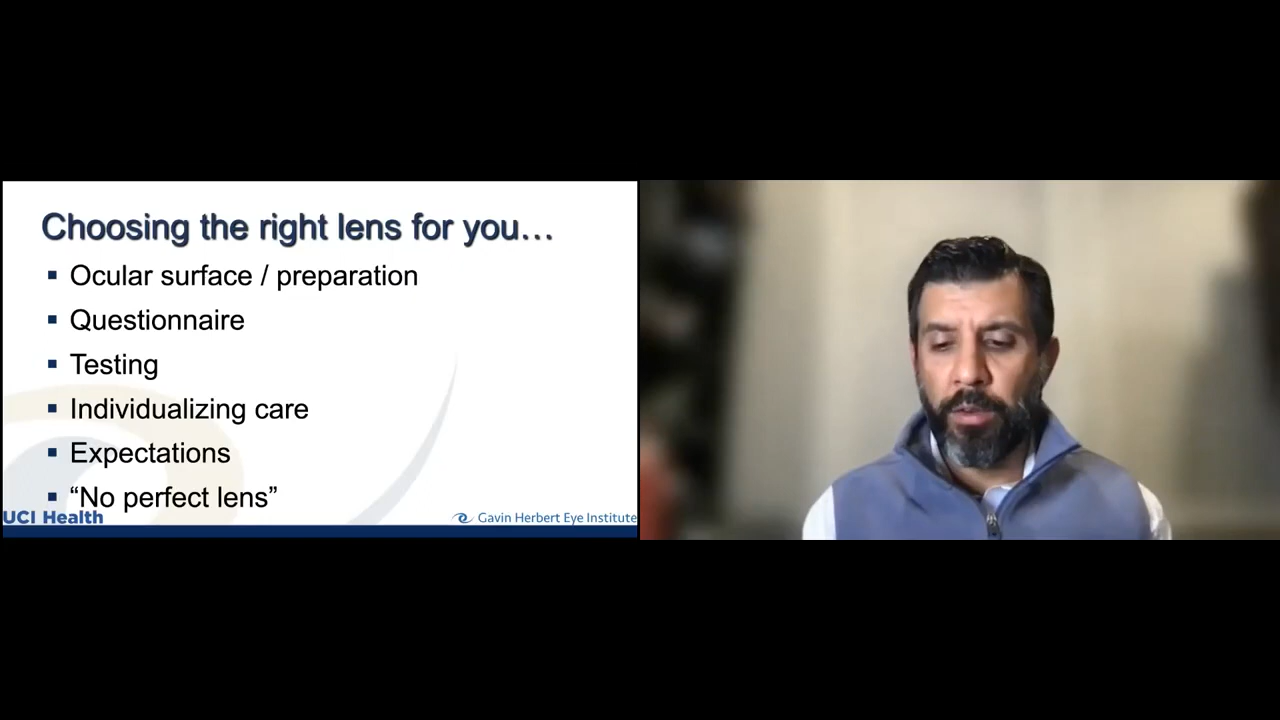 Choosing the right lens for you…
▪ Ocular surface / preparation
▪ Questionnaire
▪ Testing
▪ Individualizing care
▪ Expectations
▪ “No perfect lens”
UCI Health
Gavin Herbert Eye Institute